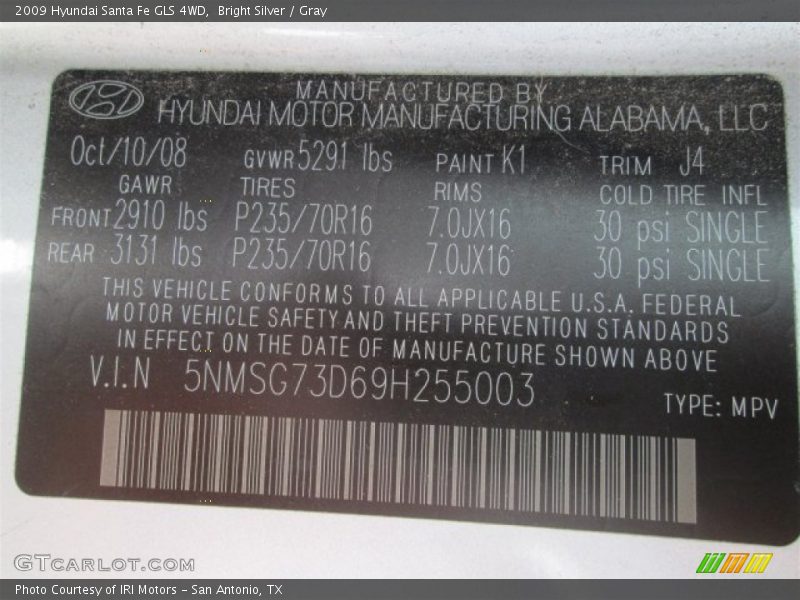 2009 Hyundai Santa Fe GLS 4WD, Bright Silver / Gray
MANUFACTURED BY
HYUNDAI MOTOR MANUFACTURING ALABAMA, LLC
Oct/10/08 GVWR 5291 lbs PAINT K1 TRIM J4
GAWR TIRES RIMS COLD TIRE INFL
FRONT 2910 lbs P235/70R16 7.0JX16 30 psi SINGLE
REAR 3131 lbs P235/70R16 7.0JX16 30 psi SINGLE
THIS VEHICLE CONFORMS TO ALL APPLICABLE U.S.A. FEDERAL
MOTOR VEHICLE SAFETY AND THEFT PREVENTION STANDARDS
IN EFFECT ON THE DATE OF MANUFACTURE SHOWN ABOVE
V.I.N 5NMSG73D69H255003
TYPE: MPV
GTCARLOT.COM
Photo Courtesy of IRI Motors - San Antonio, TX